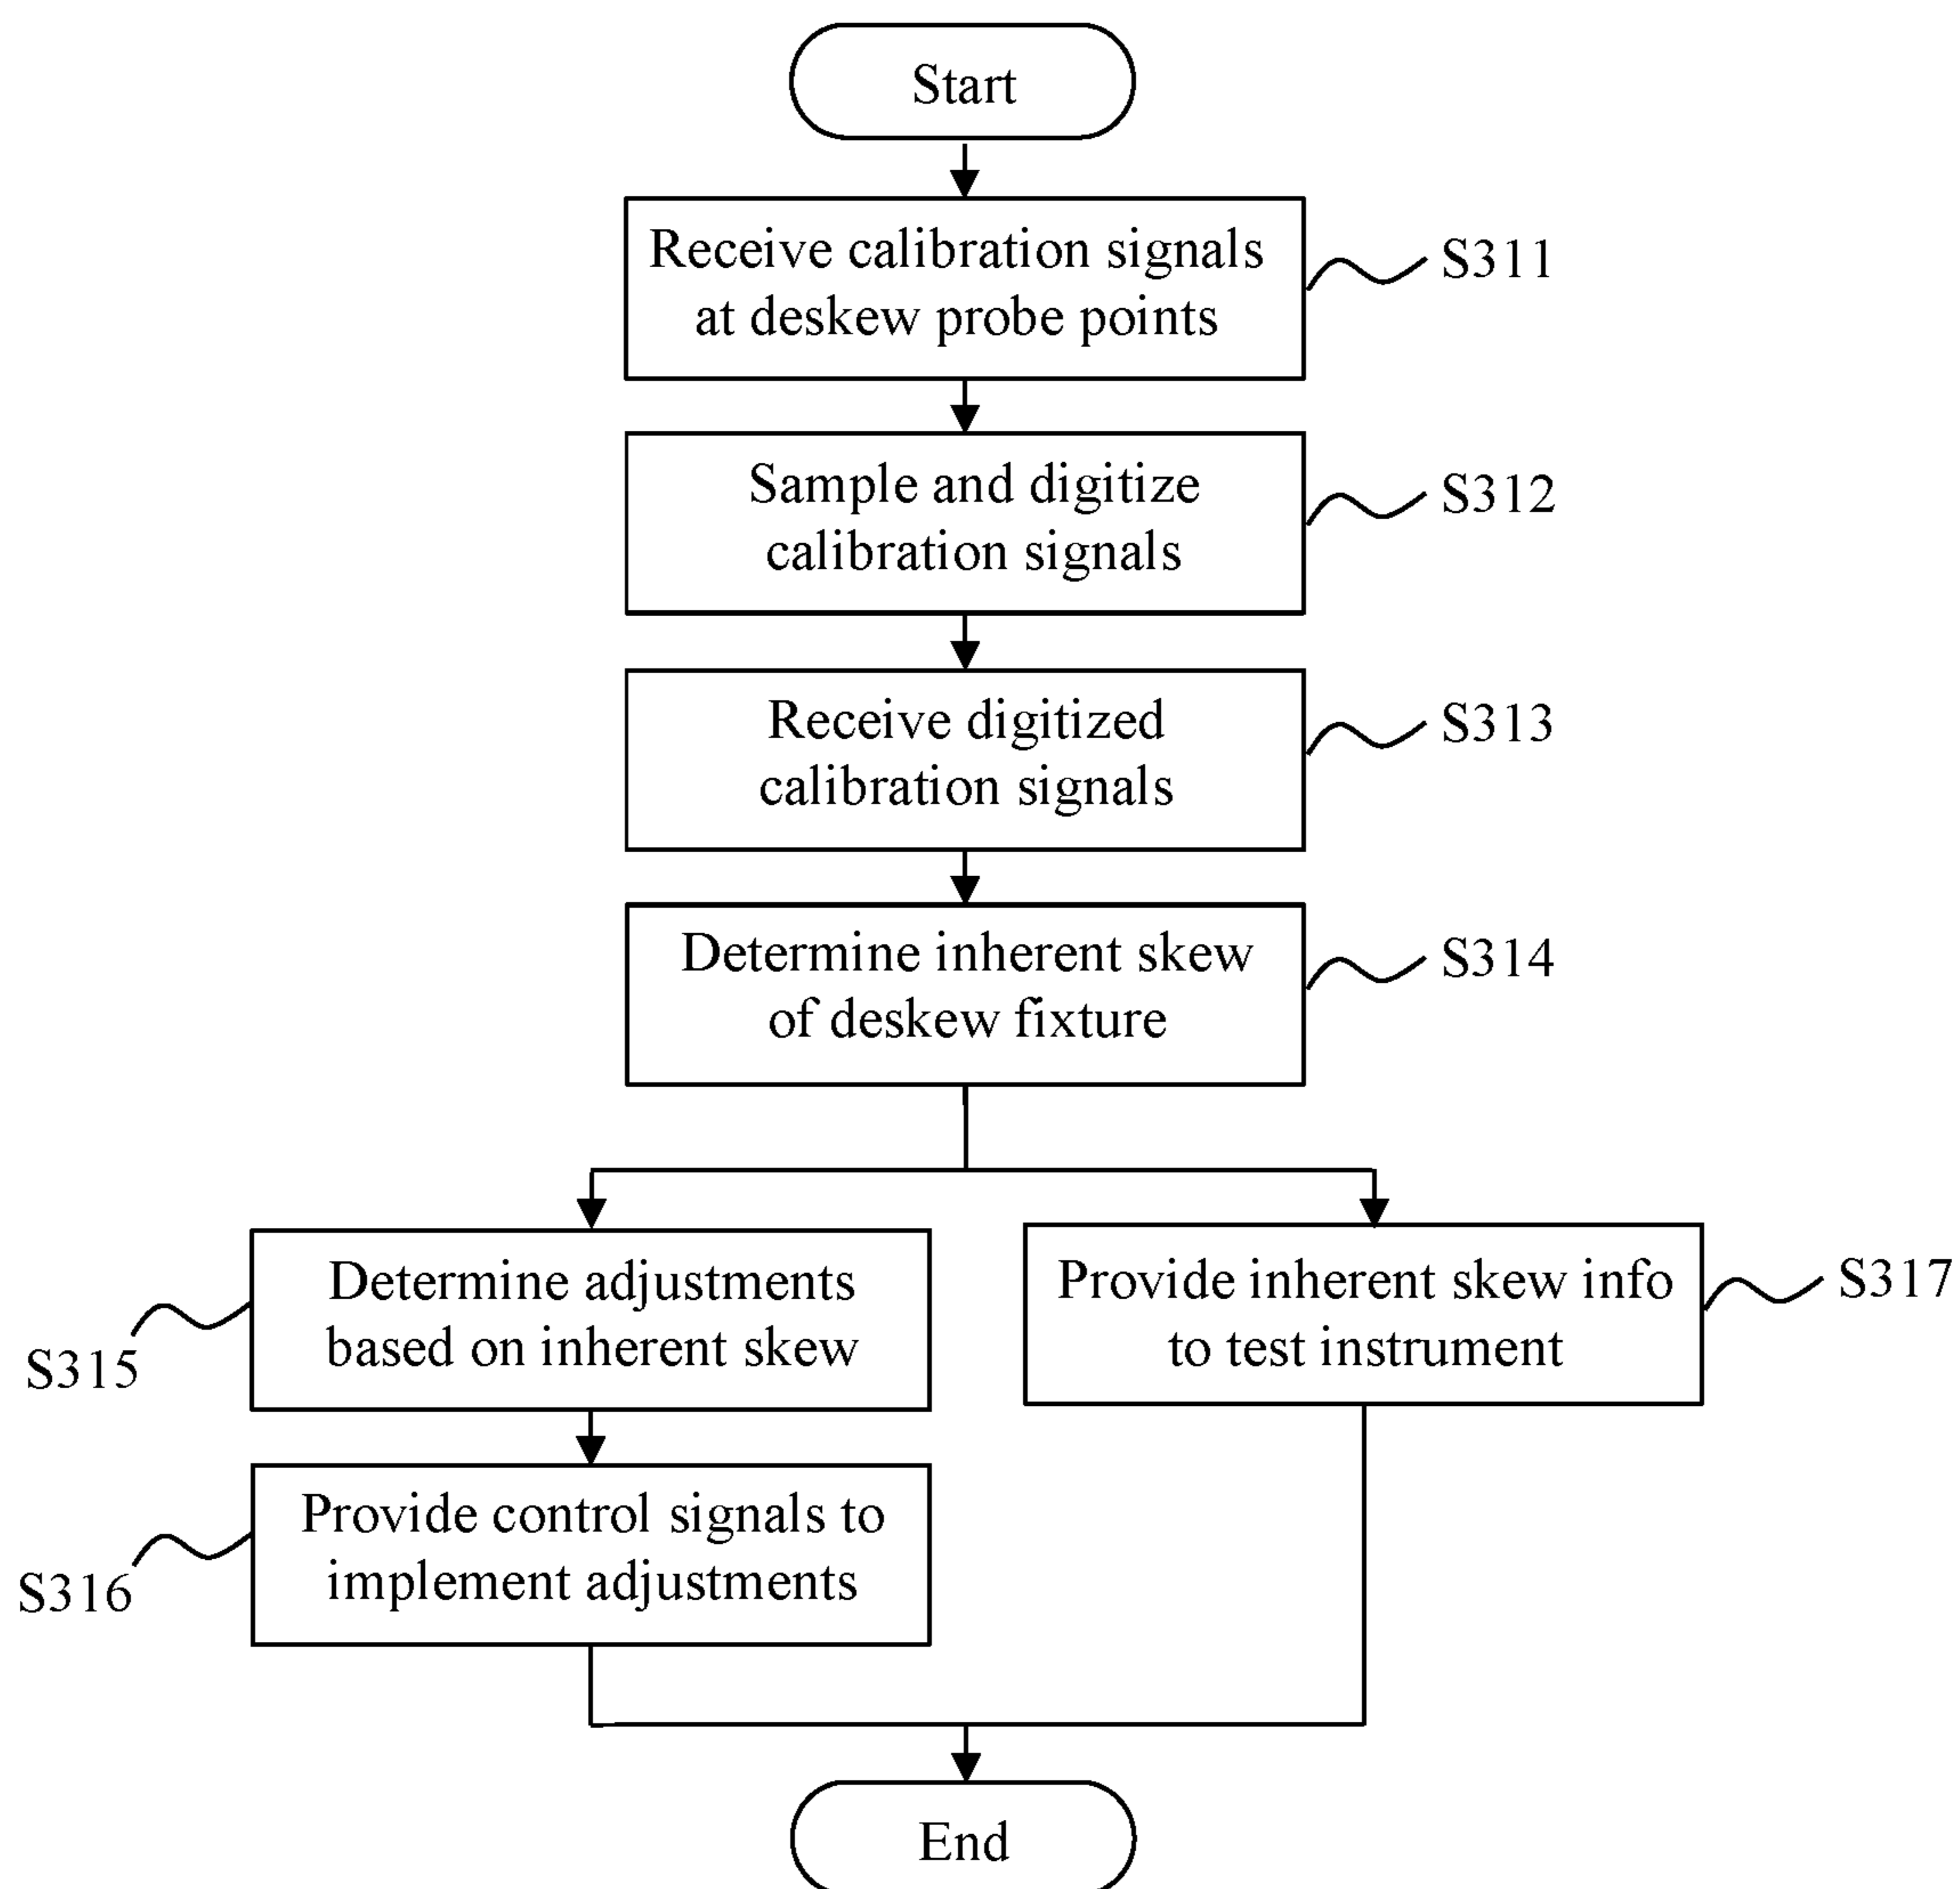 Start
Receive calibration signals
at deskew probe points
S311
Sample and digitize
calibration signals
S312
Receive digitized
calibration signals
S313
Determine inherent skew
of deskew fixture
S314
Determine adjustments
based on inherent skew
S315
Provide inherent skew info
to test instrument
S317
Provide control signals to
implement adjustments
S316
End